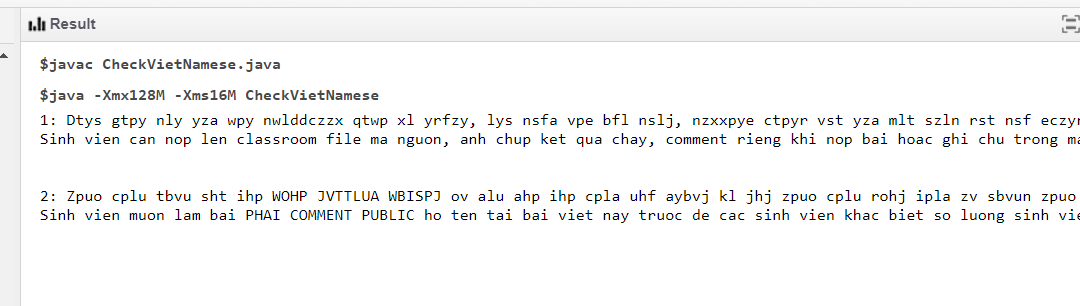 Result
$javac CheckVietNamese.java
$java -Xmx128M -Xms16M CheckVietNamese
1: Dtys gtpy nly yza wpy nwlddczzx qtwp xl yrfzy, lys nsfa vpe bfl nslj, nzxxpye ctpyr vst yza mlt szln rst nsf eczyr
Sinh vien can nop len classroom file ma nguon, anh chup ket qua chay, comment rieng khi nop bai hoac ghi chu trong ma
2: Zpuo cplu tbvu sht ihp WOHP JVTTLUA WBISPJ ov alu ahp ihp cpla uhf aybvj kl jhj zpuo cplu rohj ipla zv sbvun zpuo
Sinh vien muon lam bai PHAI COMMENT PUBLIC ho ten tai bai viet nay truoc de cac sinh vien khac biet so luong sinh vie